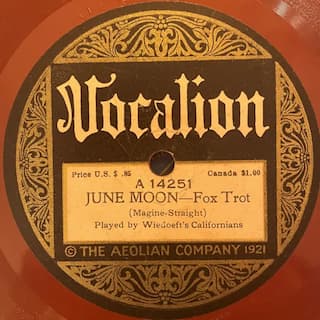 Vocalion
Price U.S. $ .85 Canada $1.00
A 14251
JUNE MOON—Fox Trot
(Magine-Straight)
Played by Wiedoeft's Californians
© THE AEOLIAN COMPANY 1921